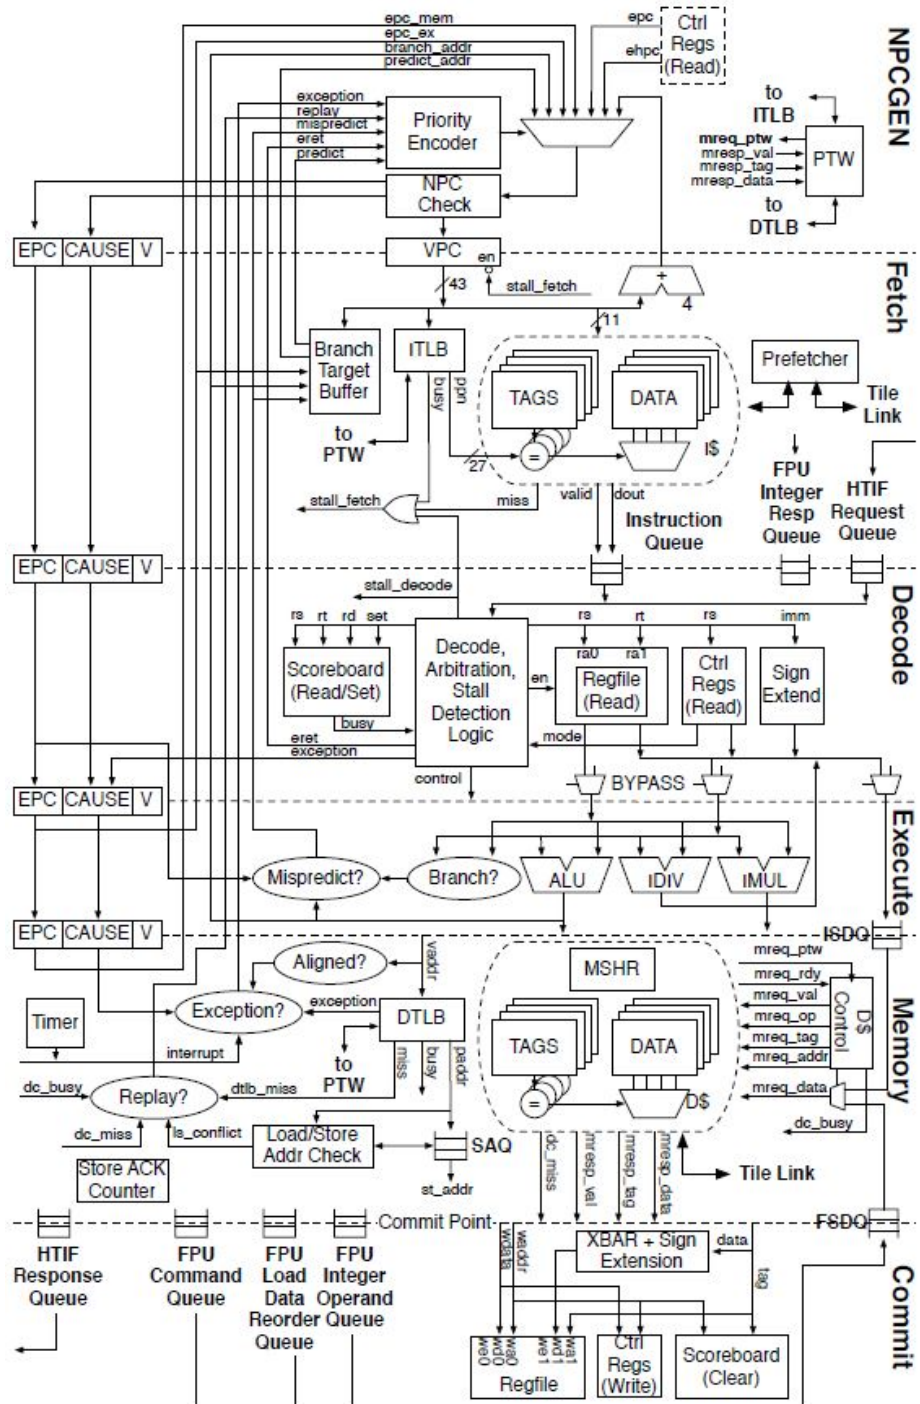 epc_mem
epc_ex
branch_addr
predict_addr
epc
ehpc
Ctrl
Regs
(Read)
NPCGEN
exception
replay
mispredict
eret
predict
Priority
Encoder
to
ITLB
mreq_ptw
mresp_val
mresp_tag
mresp_data
PTW
to
DTLB
NPC
Check
EPC CAUSE V
VPC
en
43
stall_fetch
+
4
Fetch
11
Branch
Target
Buffer
ITLB
busy
ppn
to
PTW
27
TAGS
DATA
=
I$
Prefetcher
Tile
Link
FPU
Integer
Resp
Queue
HTIF
Request
Queue
stall_fetch
miss
valid
dout
Instruction
Queue
EPC CAUSE V
Decode
stall_decode
rs rt rd set
Scoreboard
(Read/Set)
busy
eret
exception
Decode,
Arbitration,
Stall
Detection
Logic
control
en
rs rt rs imm
ra0 ra1
Regfile
(Read)
Ctrl
Regs
(Read)
Sign
Extend
mode
BYPASS
EPC CAUSE V
Execute
Mispredict?
Branch?
ALU
IDIV
IMUL
EPC CAUSE V
ISDQ
Memory
vaddr
Aligned?
Exception?
exception
DTLB
Timer
interrupt
to
PTW
miss
busy
paddr
dc_busy
Replay?
dtlb_miss
dc_miss
ls_conflict
Load/Store
Addr Check
SAQ
st_addr
Store ACK
Counter
MSHR
TAGS
DATA
=
D$
mreq_ptw
mreq_rdy
mreq_val
mreq_op
mreq_tag
mreq_addr
mreq_data
D$
Control
dc_busy
dc_miss
mresp_val
mresp_tag
mresp_data
Tile Link
Commit Point
FSDQ
Commit
HTIF
Response
Queue
FPU
Command
Queue
FPU
Load
Data
Reorder
Queue
FPU
Integer
Operand
Queue
wdata
waddr
XBAR + Sign
Extension
data
tag
we0
wd0
wa0
we1
wd1
wa1
Regfile
Ctrl
Regs
(Write)
Scoreboard
(Clear)